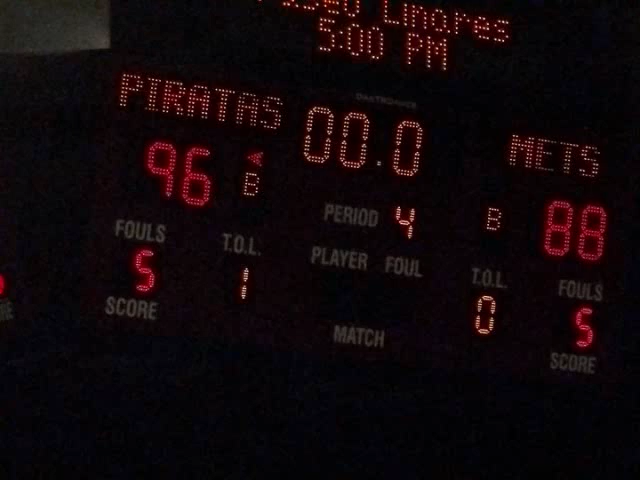 Linares
5:00 PM
DAKTRONICS
PIRATAS 00.0 METS
96 B PERIOD 4 B 88
FOULS T.O.L. PLAYER FOUL T.O.L. FOULS
5 1 0 5
SCORE MATCH SCORE